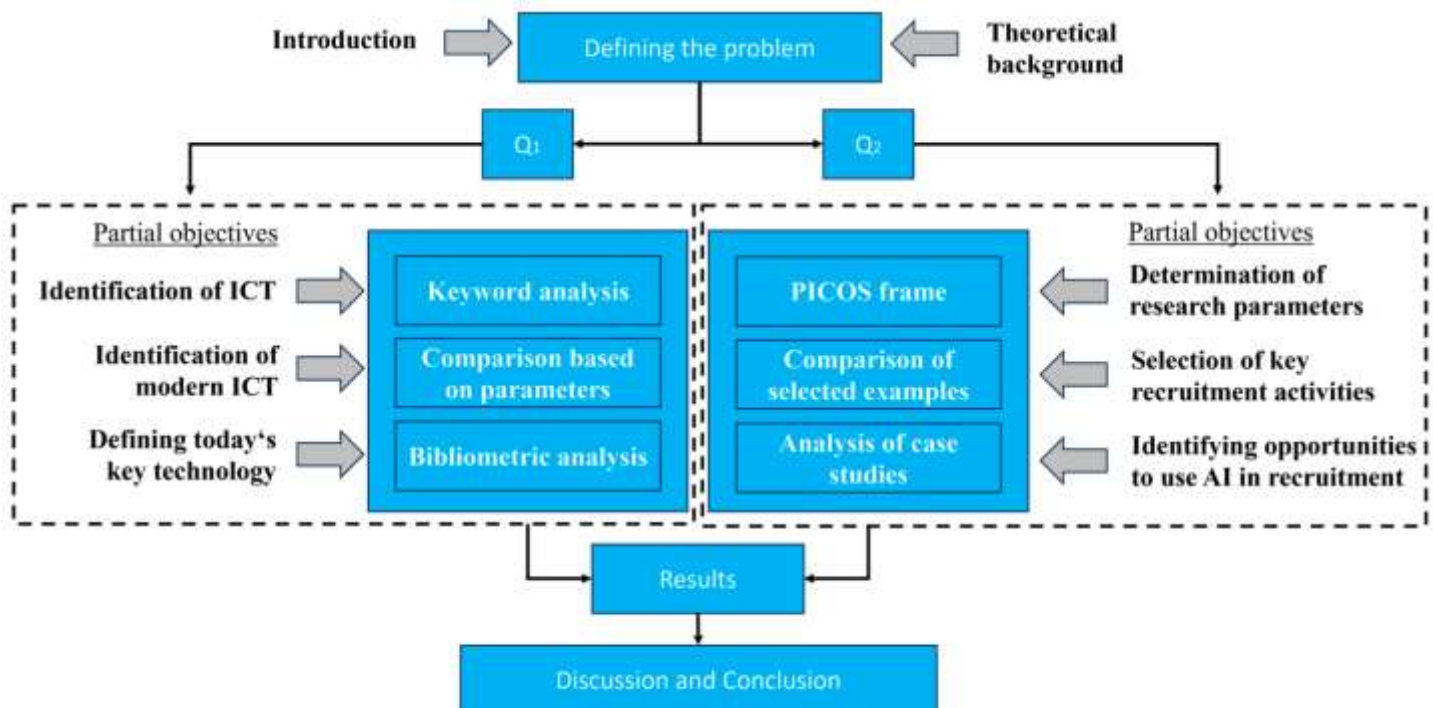 Introduction
Defining the problem
Theoretical
background
Q1
Q2
Partial objectives
Identification of ICT
Keyword analysis
Identification of
modern ICT
Comparison based
on parameters
Defining today‘s
key technology
Bibliometric analysis
Partial objectives
PICOS frame
Determination of
research parameters
Comparison of
selected examples
Selection of key
recruitment activities
Analysis of case
studies
Identifying opportunities
to use AI in recruitment
Results
Discussion and Conclusion